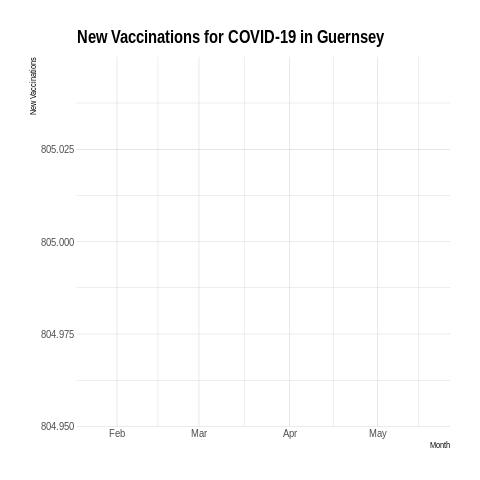 New Vaccinations for COVID-19 in Guernsey
New Vaccinations
805.025
805.000
804.975
804.950
Feb Mar Apr May
Month